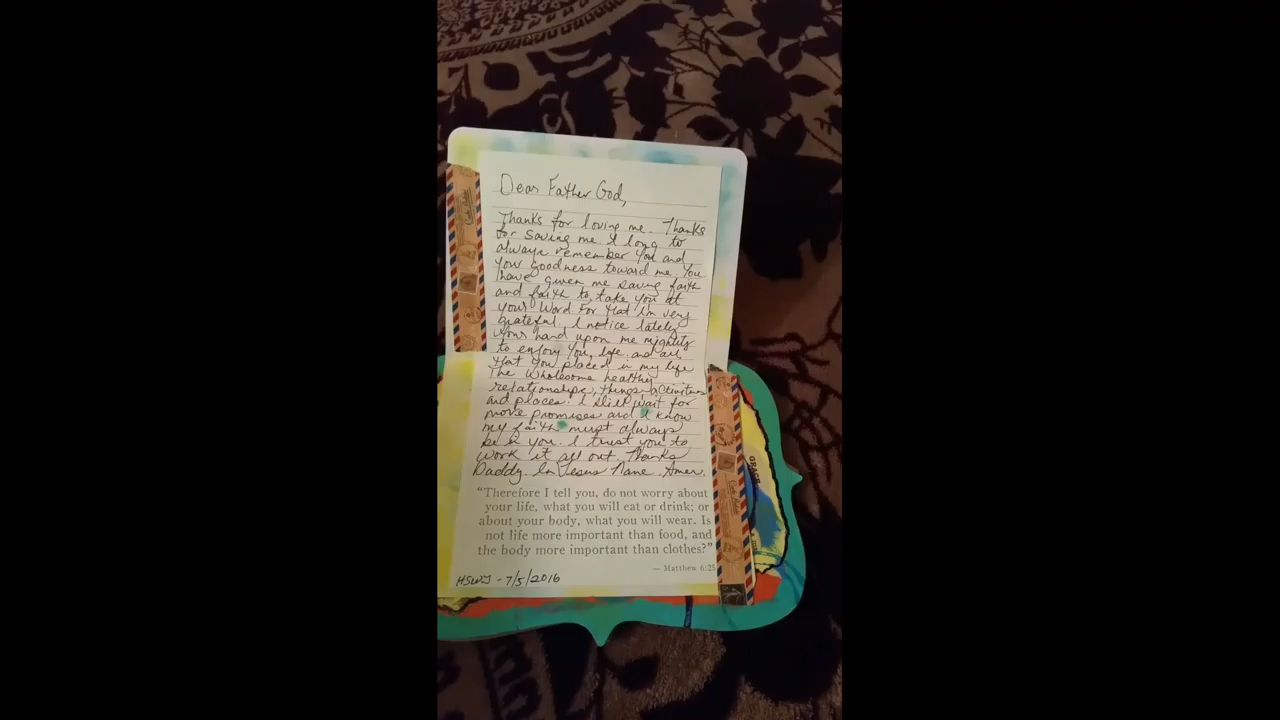 Dear Father God,
Thanks for loving me. Thanks
for saving me. I long to
always remember You and
Your goodness toward me. You
have given me saving faith
and faith to take You at
Your Word. For that I'm very
grateful. I notice lately
Your hand upon me mightily
to enjoy You, life and all
that You placed in my life
The wholesome healthy
relationships, things, activities
and places. I still wait for
more promises and I know
my faith must always
be in you. I trust you to
work it all out. Thanks
Daddy. In Jesus Name. Amen.
"Therefore I tell you, do not worry about
your life, what you will eat or drink; or
about your body, what you will wear. Is
not life more important than food, and
the body more important than clothes?"
— Matthew 6:25
7/5/2016
GRACE